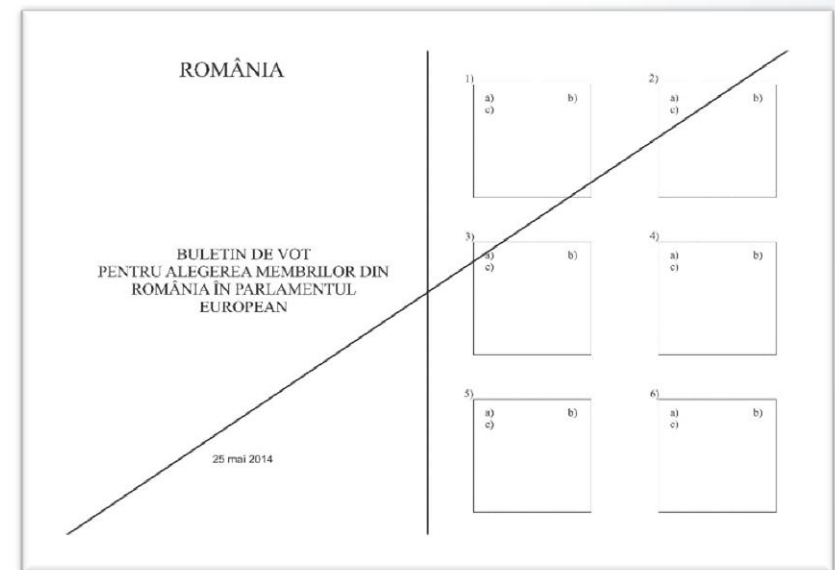 ROMÂNIA
BULETIN DE VOT
PENTRU ALEGEREA MEMBRILOR DIN
ROMÂNIA ÎN PARLAMENTUL
EUROPEAN
25 mai 2014
1)
a) b)
c)
2)
a) b)
c)
3)
a) b)
c)
4)
a) b)
c)
5)
a) b)
c)
6)
a) b)
c)